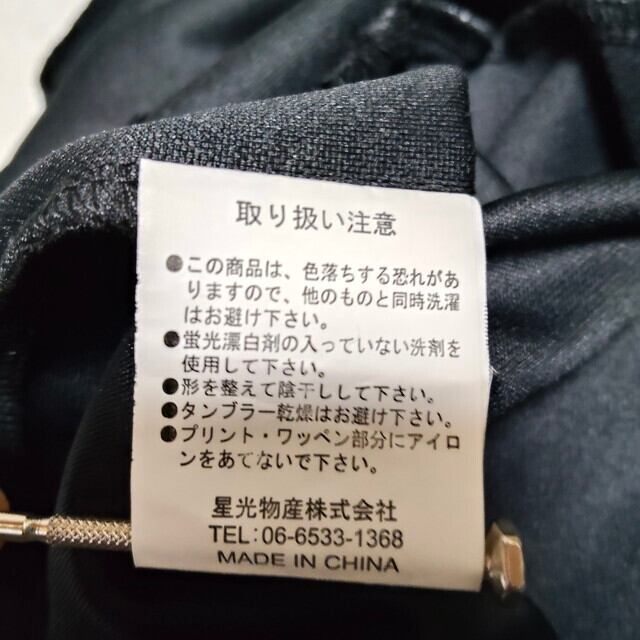 取り扱い注意
●この商品は、色落ちする恐れがあ
りますので、他のものと同時洗濯
はお避け下さい。
●蛍光漂白剤の入っていない洗剤を
使用して下さい。
●形を整えて陰干しして下さい。
●タンブラー乾燥はお避け下さい。
●プリント・ワッペン部分にアイロ
ンをあてないで下さい。
星光物産株式会社
TEL:06-6533-1368
MADE IN CHINA